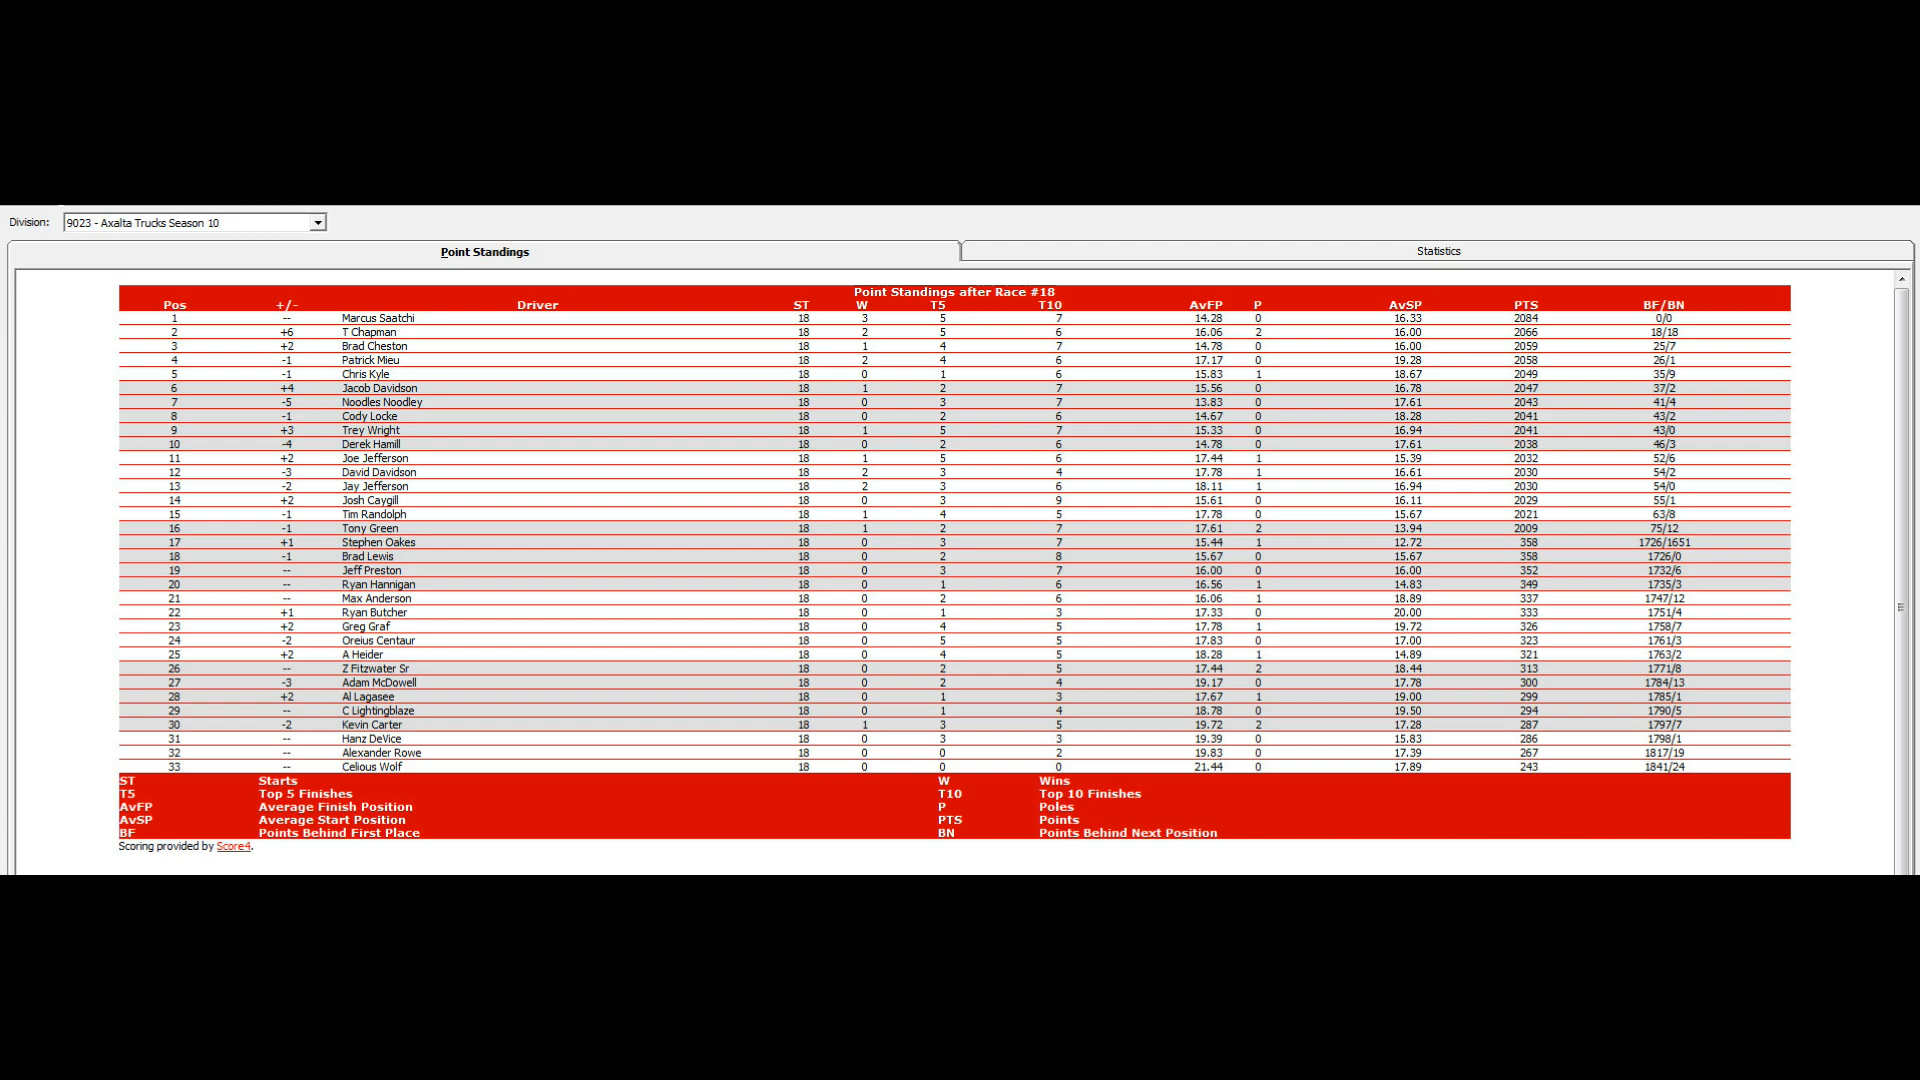 Division: 9023 - Axalta Trucks Season 10
Point Standings Statistics
Point Standings after Race #18
Pos +/- Driver ST W T5 T10 AvFP P AvSP PTS BF/BN
1 -- Marcus Saatchi 18 3 5 7 14.28 0 16.33 2084 0/0
2 +6 T Chapman 18 2 5 6 16.06 2 16.00 2066 18/18
3 +2 Brad Cheston 18 1 4 7 14.78 0 16.00 2059 25/7
4 -1 Patrick Mieu 18 2 4 6 17.17 0 19.28 2058 26/1
5 -1 Chris Kyle 18 0 1 6 15.83 1 18.67 2049 35/9
6 +4 Jacob Davidson 18 1 2 7 15.56 0 16.78 2047 37/2
7 -5 Noodles Noodley 18 0 3 7 13.83 0 17.61 2043 41/4
8 -1 Cody Locke 18 0 2 6 14.67 0 18.28 2041 43/2
9 +3 Trey Wright 18 1 5 7 15.33 0 16.94 2041 43/0
10 -4 Derek Hamill 18 0 2 6 14.78 0 17.61 2038 46/3
11 +2 Joe Jefferson 18 1 5 6 17.44 1 15.39 2032 52/6
12 -3 David Davidson 18 2 3 4 17.78 1 16.61 2030 54/2
13 -2 Jay Jefferson 18 2 3 6 18.11 1 16.94 2030 54/0
14 +2 Josh Caygill 18 0 3 9 15.61 0 16.11 2029 55/1
15 -1 Tim Randolph 18 1 4 5 17.78 0 15.67 2021 63/8
16 -1 Tony Green 18 1 2 7 17.61 2 13.94 2009 75/12
17 +1 Stephen Oakes 18 0 3 7 15.44 1 12.72 358 1726/1651
18 -1 Brad Lewis 18 0 2 8 15.67 0 15.67 358 1726/0
19 -- Jeff Preston 18 0 3 7 16.00 0 16.00 352 1732/6
20 -- Ryan Hannigan 18 0 1 6 16.56 1 14.83 349 1735/3
21 -- Max Anderson 18 0 2 6 16.06 1 18.89 337 1747/12
22 +1 Ryan Butcher 18 0 1 3 17.33 0 20.00 333 1751/4
23 +2 Greg Graf 18 0 4 5 17.78 1 19.72 326 1758/7
24 -2 Oreius Centaur 18 0 5 5 17.83 0 17.00 323 1761/3
25 +2 A Heider 18 0 4 5 18.28 1 14.89 321 1763/2
26 -- Z Fitzwater Sr 18 0 2 5 17.44 2 18.44 313 1771/8
27 -3 Adam McDowell 18 0 2 4 19.17 0 17.78 300 1784/13
28 +2 Al Lagasee 18 0 1 3 17.67 1 19.00 299 1785/1
29 -- C Lightingblaze 18 0 1 4 18.78 0 19.50 294 1790/5
30 -2 Kevin Carter 18 1 3 5 19.72 2 17.28 287 1797/7
31 -- Hanz DeVice 18 0 3 3 19.39 0 15.83 286 1798/1
32 -- Alexander Rowe 18 0 0 2 19.83 0 17.39 267 1817/19
33 -- Celious Wolf 18 0 0 0 21.44 0 17.89 243 1841/24
ST Starts W Wins
T5 Top 5 Finishes T10 Top 10 Finishes
AvFP Average Finish Position P Poles
AvSP Average Start Position PTS Points
BF Points Behind First Place BN Points Behind Next Position
Scoring provided by Score4.